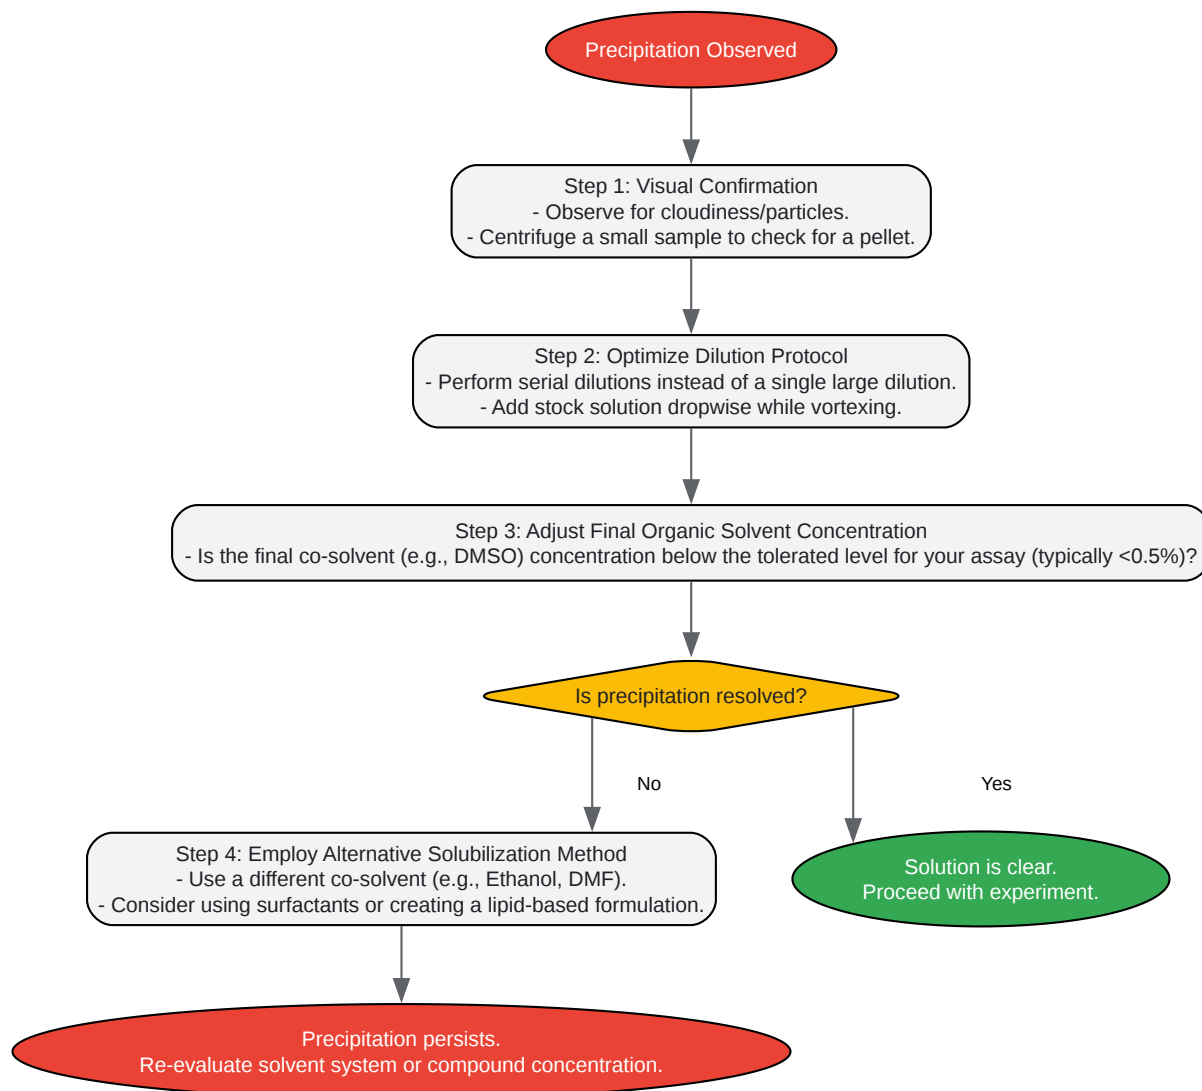 Precipitation Observed
Step 1: Visual Confirmation
- Observe for cloudiness/particles.
- Centrifuge a small sample to check for a pellet.
Step 2: Optimize Dilution Protocol
- Perform serial dilutions instead of a single large dilution.
- Add stock solution dropwise while vortexing.
Step 3: Adjust Final Organic Solvent Concentration
- Is the final co-solvent (e.g., DMSO) concentration below the tolerated level for your assay (typically <0.5%)?
Is precipitation resolved?
No
Yes
Step 4: Employ Alternative Solubilization Method
- Use a different co-solvent (e.g., Ethanol, DMF).
- Consider using surfactants or creating a lipid-based formulation.
Solution is clear.
Proceed with experiment.
Precipitation persists.
Re-evaluate solvent system or compound concentration.